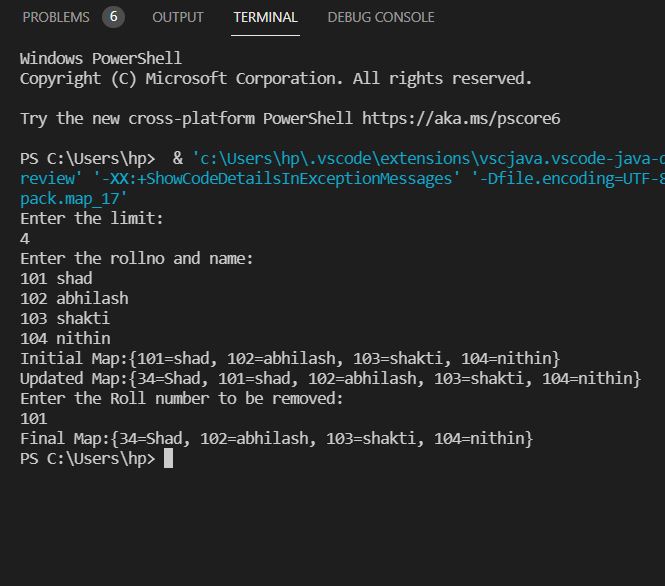 PROBLEMS 6 OUTPUT TERMINAL DEBUG CONSOLE
Windows PowerShell
Copyright (C) Microsoft Corporation. All rights reserved.
Try the new cross-platform PowerShell https://aka.ms/pscore6
PS C:\Users\hp>  & 'c:\Users\hp\.vscode\extensions\vscjava.vscode-java-d
review' '-XX:+ShowCodeDetailsInExceptionMessages' '-Dfile.encoding=UTF-8
pack.map_17'
Enter the limit:
4
Enter the rollno and name:
101 shad
102 abhilash
103 shakti
104 nithin
Initial Map:{101=shad, 102=abhilash, 103=shakti, 104=nithin}
Updated Map:{34=Shad, 101=shad, 102=abhilash, 103=shakti, 104=nithin}
Enter the Roll number to be removed:
101
Final Map:{34=Shad, 102=abhilash, 103=shakti, 104=nithin}
PS C:\Users\hp>